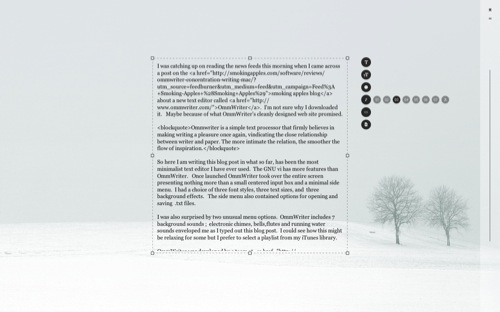 I was catching up on reading the news feeds this morning when I came across
a post on the <a href="http://smokingapples.com/software/reviews/
ommwriter-concentration-writing-mac/?
utm_source=feedburner&utm_medium=feed&utm_campaign=Feed%3A
+Smoking-Apples+%28Smoking+Apples%29">smoking apples blog</a>
about a new text editor called <a href="http://
www.ommwriter.com/">OmmWriter</a>. I'm not sure why I downloaded
it. Maybe because of what OmmWriter's cleanly designed web site promised.
<blockquote>Ommwriter is a simple text processor that firmly believes in
making writing a pleasure once again, vindicating the close relationship
between writer and paper. The more intimate the relation, the smoother the
flow of inspiration.</blockquote>
So here I am writing this blog post in what so far, has been the most
minimalist text editor I have ever used. The GNU vi has more features than
OmmWriter. Once launched OmmWriter took over the entire screen
presenting nothing more than a small centered input box and a minimal side
menu. I had a choice of three font styles, three text sizes, and three
background effects. The side menu also contained options for opening and
saving .txt files.
I was also surprised by two unusual menu options. OmmWriter includes 7
background sounds ; electronic chimes, bells,flutes and running water
sounds enveloped me as I typed out this blog post. I could see how this might
be relaxing for some but I prefer to select a playlist from my iTunes library.